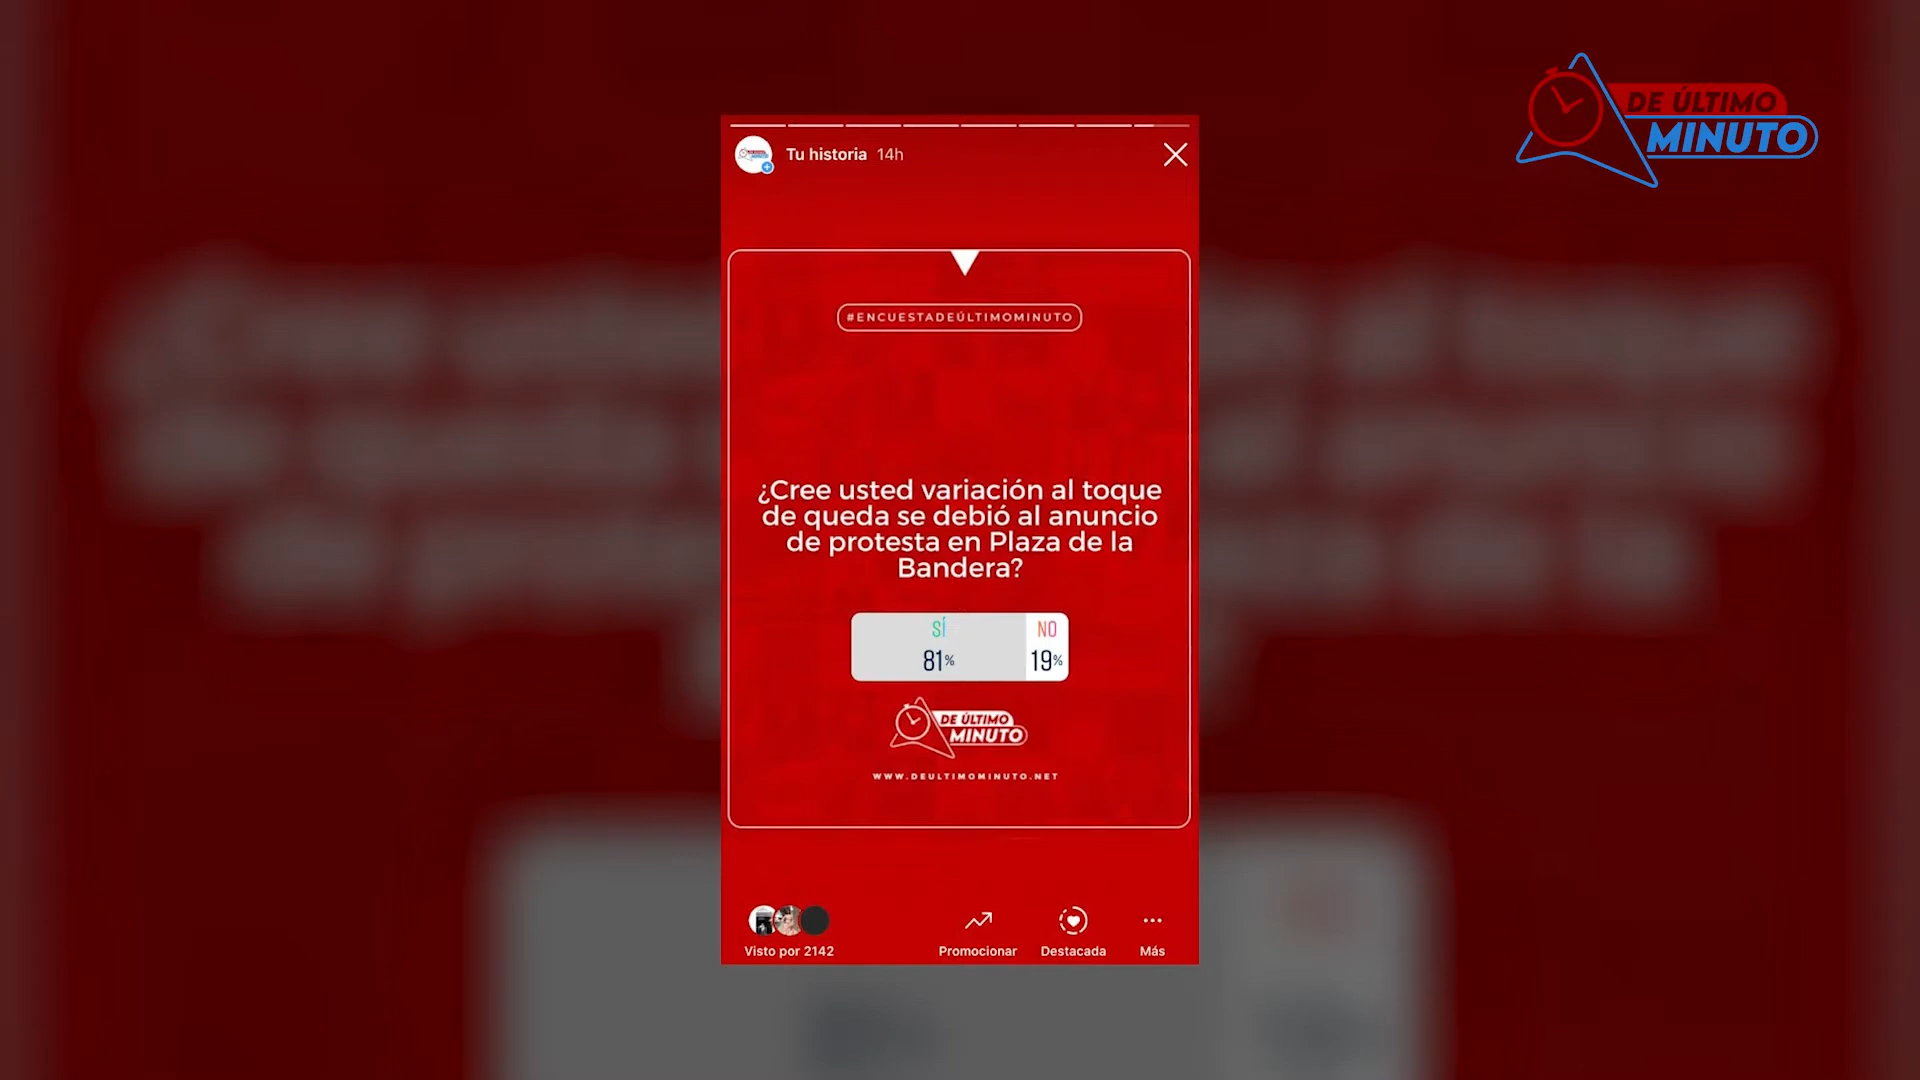 DE ÚLTIMO
MINUTO
Tu historia 14h
#ENCUESTADEÚLTIMOMINUTO
¿Cree usted variación al toque
de queda se debió al anuncio
de protesta en Plaza de la
Bandera?
SÍ NO
81% 19%
DE ÚLTIMO
MINUTO
WWW.DEULTIMOMINUTO.NET
Visto por 2142 Promocionar Destacada Más